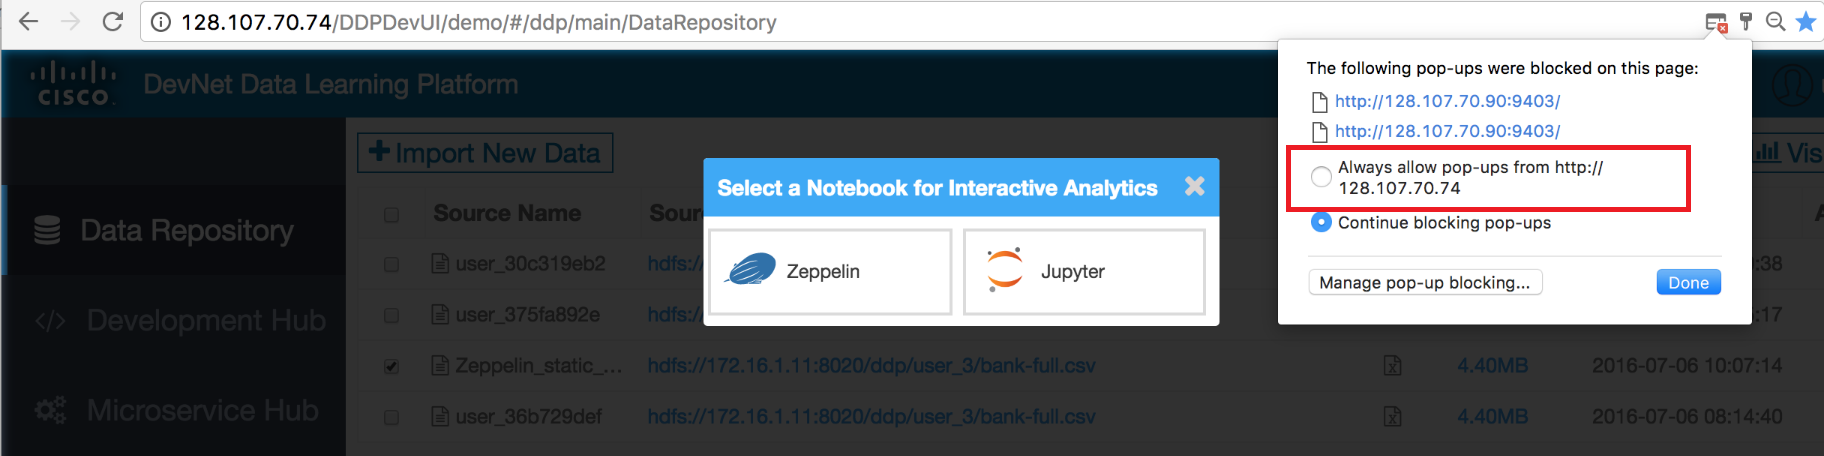 128.107.70.74/DDPDevUI/demo/#/ddp/main/DataRepository
The following pop-ups were blocked on this page:
http://128.107.70.90:9403/
http://128.107.70.90:9403/
Always allow pop-ups from http://
128.107.70.74
Continue blocking pop-ups
Manage pop-up blocking...
Done
CISCO
DevNet Data Learning Platform
Import New Data
Select a Notebook for Interactive Analytics
Zeppelin
Jupyter
Source Name
Data Repository
Development Hub
Microservice Hub
user_30c319eb2 hdfs:/ :38
user_375fa892e hdfs:/ :17
Zeppelin_static_... hdfs://172.16.1.11:8020/ddp/user_3/bank-full.csv 4.40MB 2016-07-06 10:07:14
user_36b729def hdfs://172.16.1.11:8020/ddp/user_3/bank-full.csv 4.40MB 2016-07-06 08:14:40